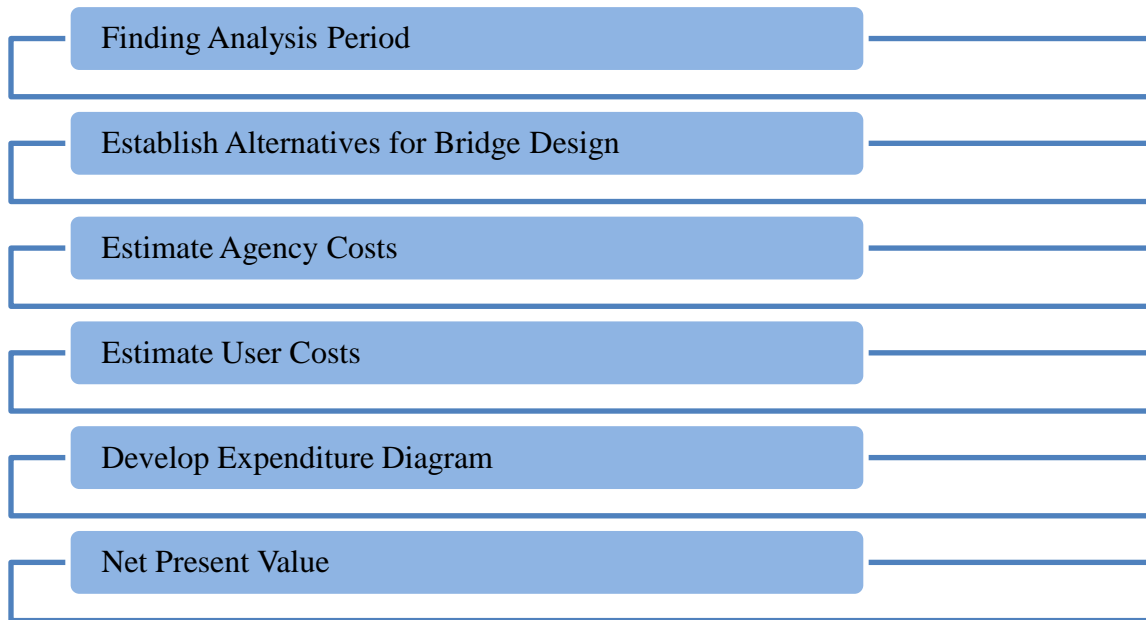 Finding Analysis Period
Establish Alternatives for Bridge Design
Estimate Agency Costs
Estimate User Costs
Develop Expenditure Diagram
Net Present Value